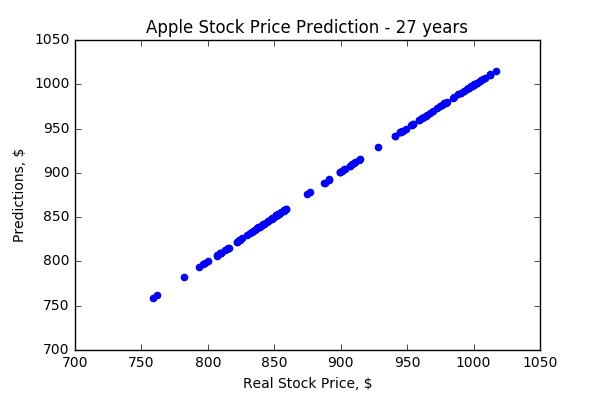 Apple Stock Price Prediction - 27 years
1050
1000
950
900
850
800
750
700
Predictions, $
700 750 800 850 900 950 1000 1050
Real Stock Price, $